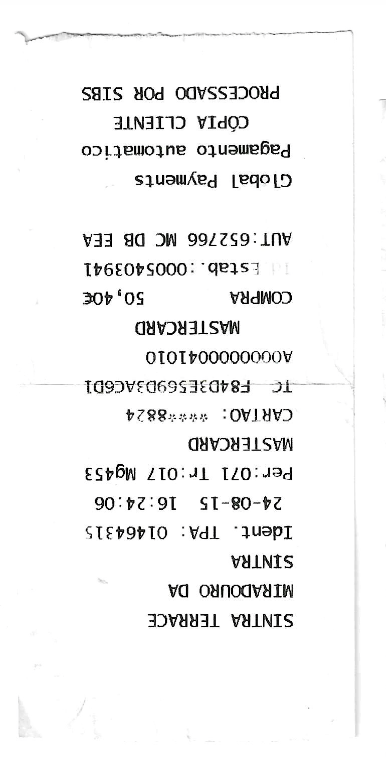 SINTRA TERRACE
MIRADOURO DA
SINTRA
Ident. TPA: 01464315
24-08-15 16:24:06
Per:071 Tr:017 Mg453
MASTERCARD
CARTAO: ****8824
TC F84D3E569D3AC6D1
A0000000041010
MASTERCARD
COMPRA 50,40€
Estab.:0005403941
AUT:652766 MC DB EEA
Global Payments
Pagamento automatico
CÓPIA CLIENTE
PROCESSADO POR SIBS